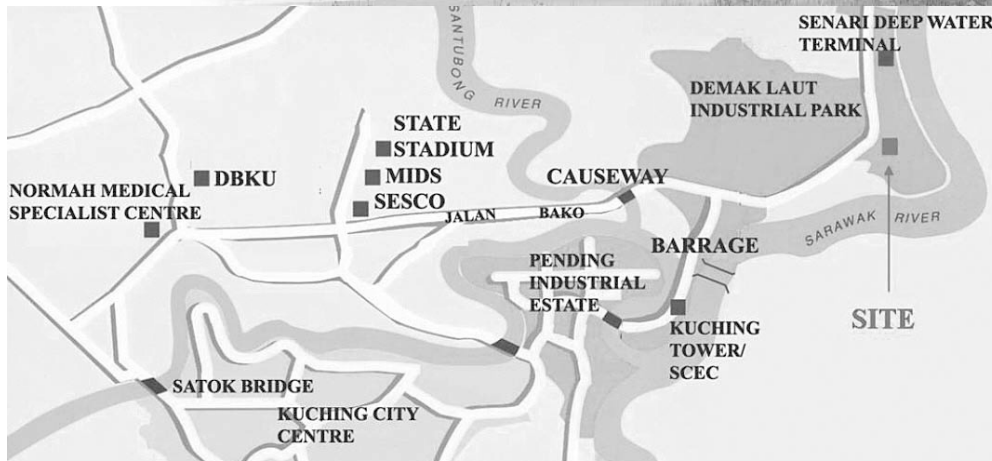 SENARI DEEP WATER
TERMINAL
SANTUBONG
RIVER
DEMAK LAUT
INDUSTRIAL PARK
STATE
STADIUM
MIDS
SESCO
DBKU
NORMAH MEDICAL
SPECIALIST CENTRE
CAUSEWAY
JALAN BAKO
SARAWAK RIVER
BARRAGE
PENDING
INDUSTRIAL
ESTATE
SITE
KUCHING
TOWER/
SCEC
SATOK BRIDGE
KUCHING CITY
CENTRE